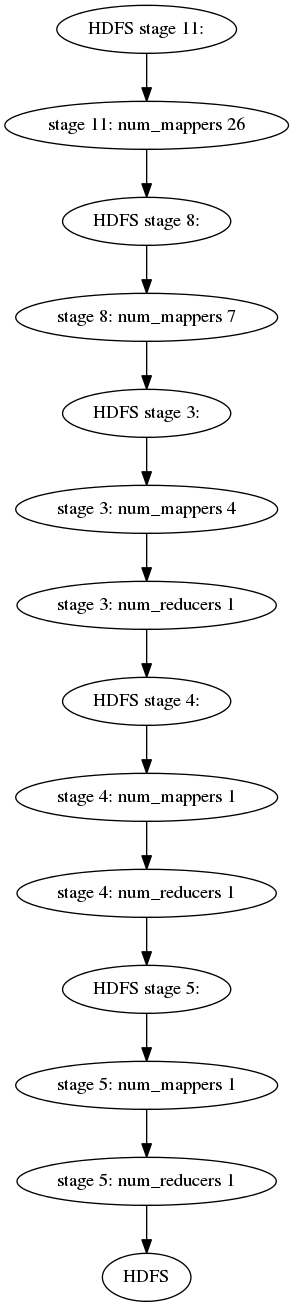 HDFS stage 11:
stage 11: num_mappers 26
HDFS stage 8:
stage 8: num_mappers 7
HDFS stage 3:
stage 3: num_mappers 4
stage 3: num_reducers 1
HDFS stage 4:
stage 4: num_mappers 1
stage 4: num_reducers 1
HDFS stage 5:
stage 5: num_mappers 1
stage 5: num_reducers 1
HDFS